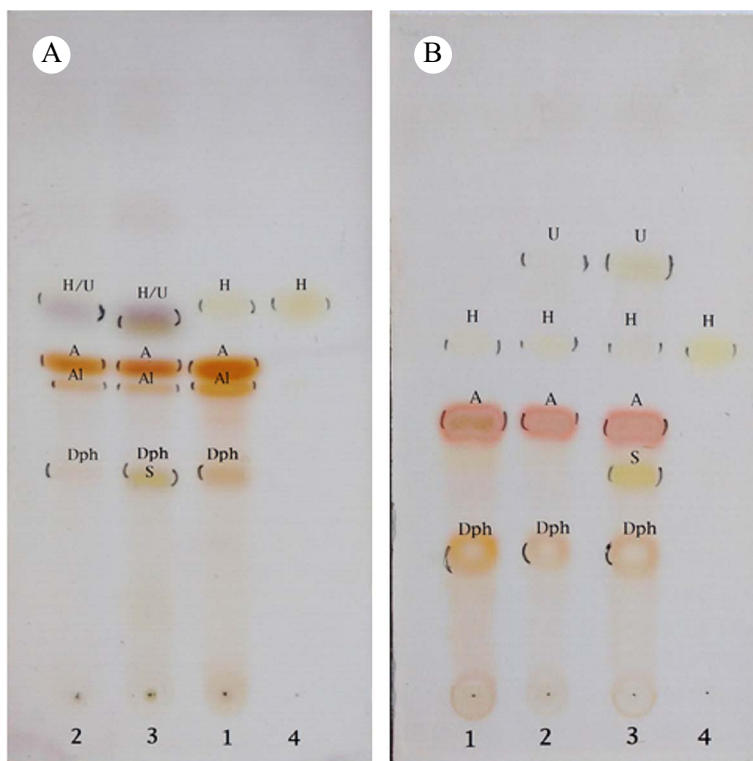 A
H/U H/U H H
A A A
Al Al Al
Dph Dph Dph
S
2 3 1 4
B
U U
H H H H
A A A
S
Dph Dph Dph
1 2 3 4